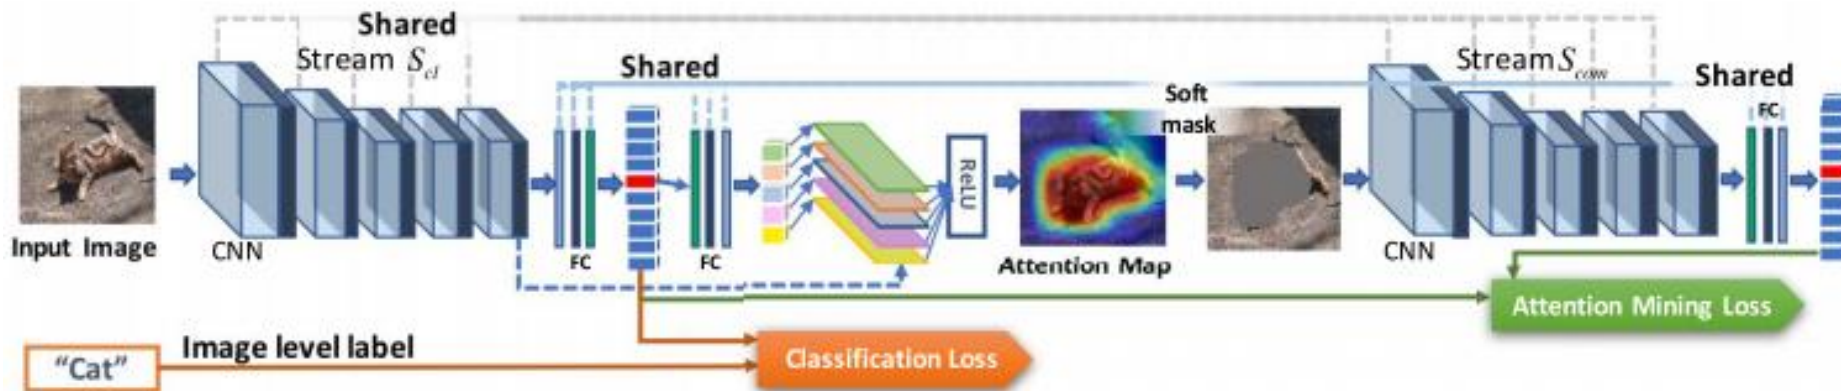 Shared
Stream S_cl
Shared
Stream S_com
Shared
Soft
mask
FC
ReLU
Input Image
CNN
FC
FC
Attention Map
CNN
Attention Mining Loss
Image level label
"Cat"
Classification Loss